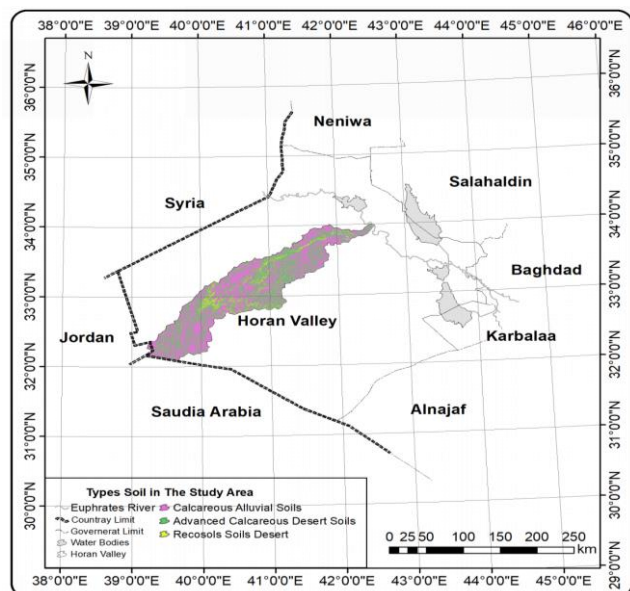 38°0'0"E 39°0'0"E 40°0'0"E 41°0'0"E 42°0'0"E 43°0'0"E 44°0'0"E 45°0'0"E 46°0'0"E
N
36°0'0"N
35°0'0"N
34°0'0"N
33°0'0"N
32°0'0"N
31°0'0"N
30°0'0"N
36°0'0"N
35°0'0"N
34°0'0"N
33°0'0"N
32°0'0"N
31°0'0"N
30°0'0"N
29°0'0"N
Neniwa
Salahaldin
Syria
Baghdad
Horan Valley
Karbalaa
Jordan
Saudia Arabia
Alnajaf
Types Soil in The Study Area
Euphrates River
Countray Limit
Governerat Limit
Water Bodies
Horan Valley
Calcareous Alluvial Soils
Advanced Calcareous Desert Soils
Recosols Soils Desert
0 25 50 100 150 200 250
km
38°0'0"E 39°0'0"E 40°0'0"E 41°0'0"E 42°0'0"E 43°0'0"E 44°0'0"E 45°0'0"E